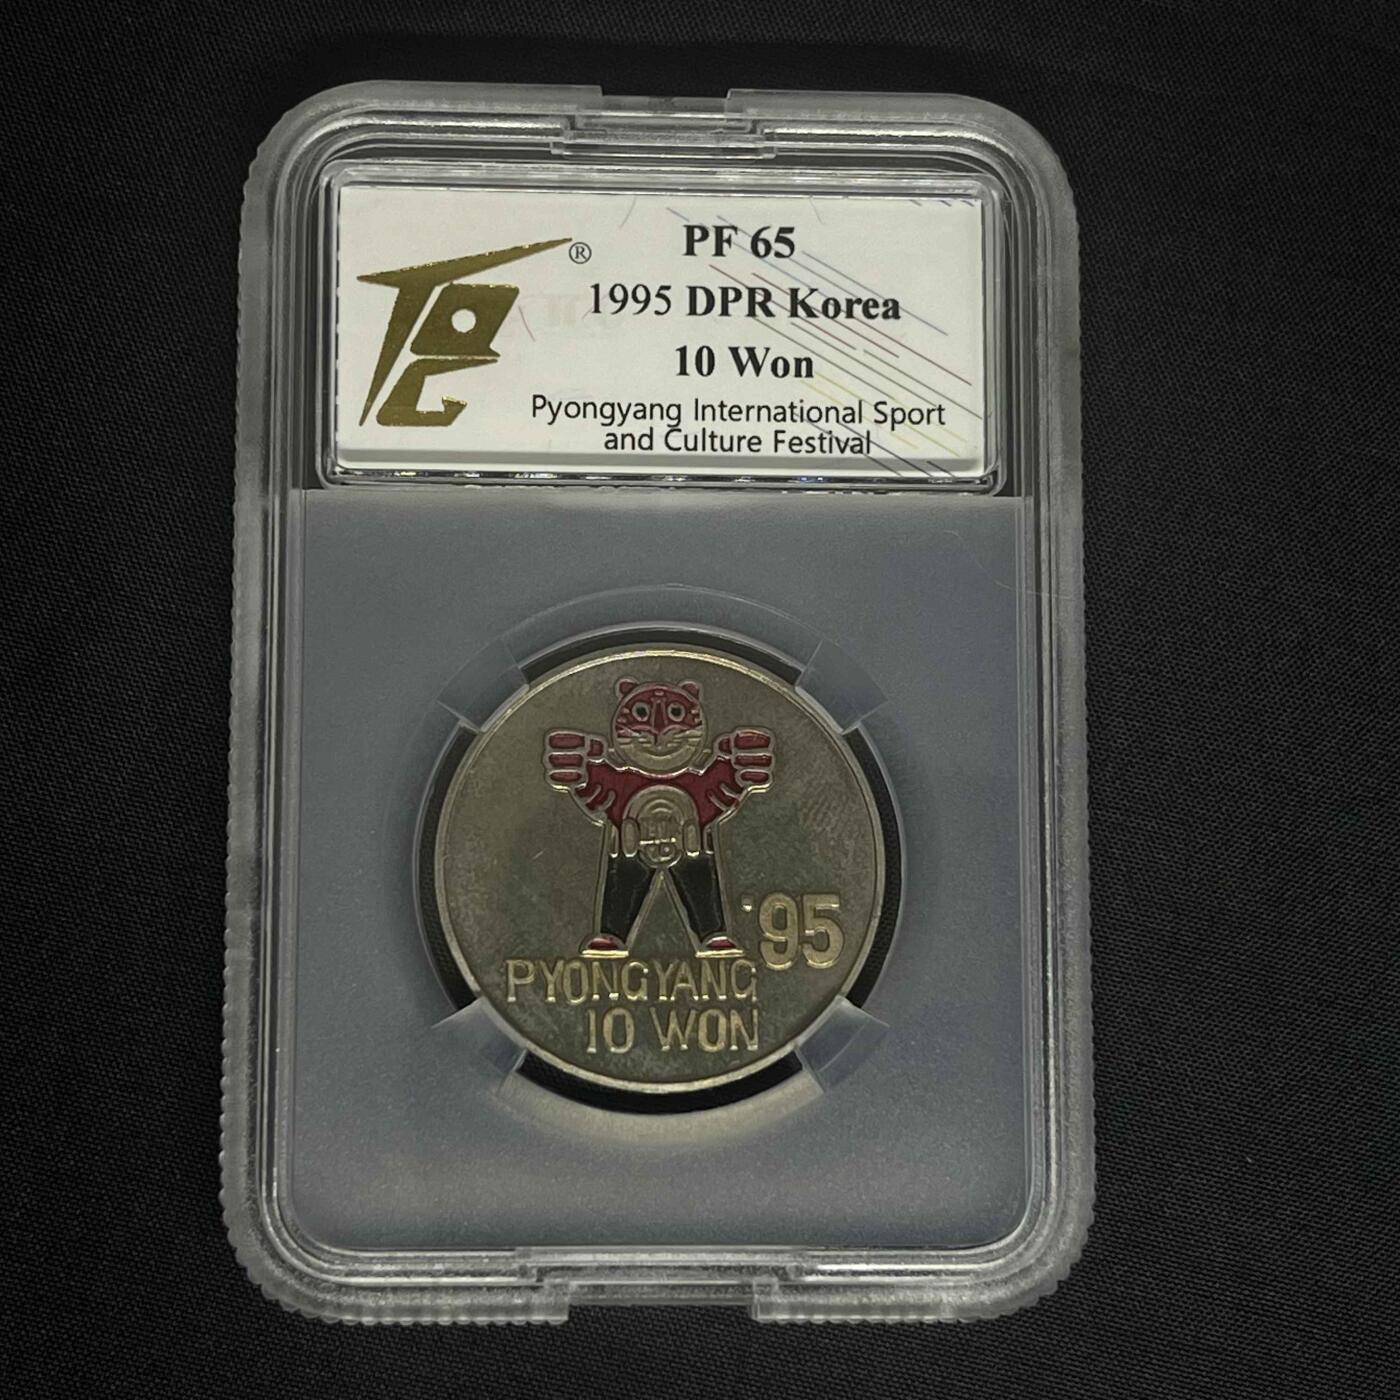 ®
PF 65
1995 DPR Korea
10 Won
Pyongyang International Sport
and Culture Festival
'95
PYONGYANG
10 WON